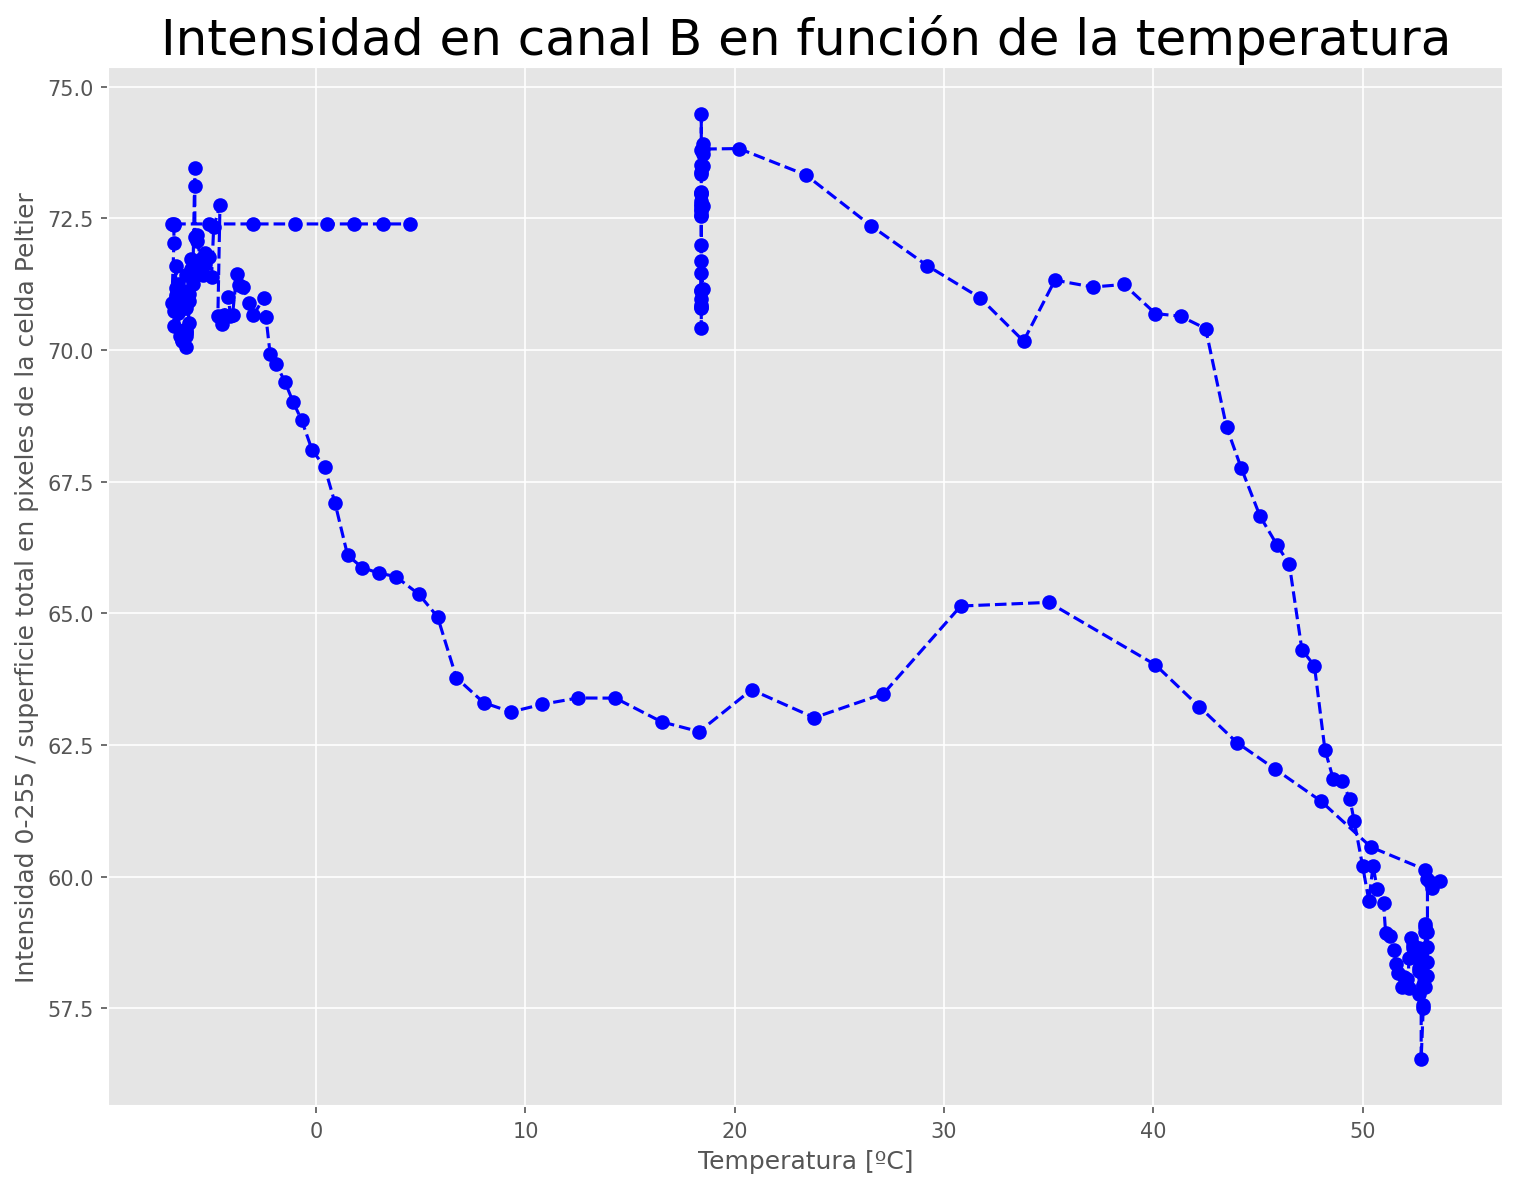 Intensidad en canal B en función de la temperatura
Intensidad 0-255 / superficie total en pixeles de la celda Peltier
75.0
72.5
70.0
67.5
65.0
62.5
60.0
57.5
0 10 20 30 40 50
Temperatura [ºC]